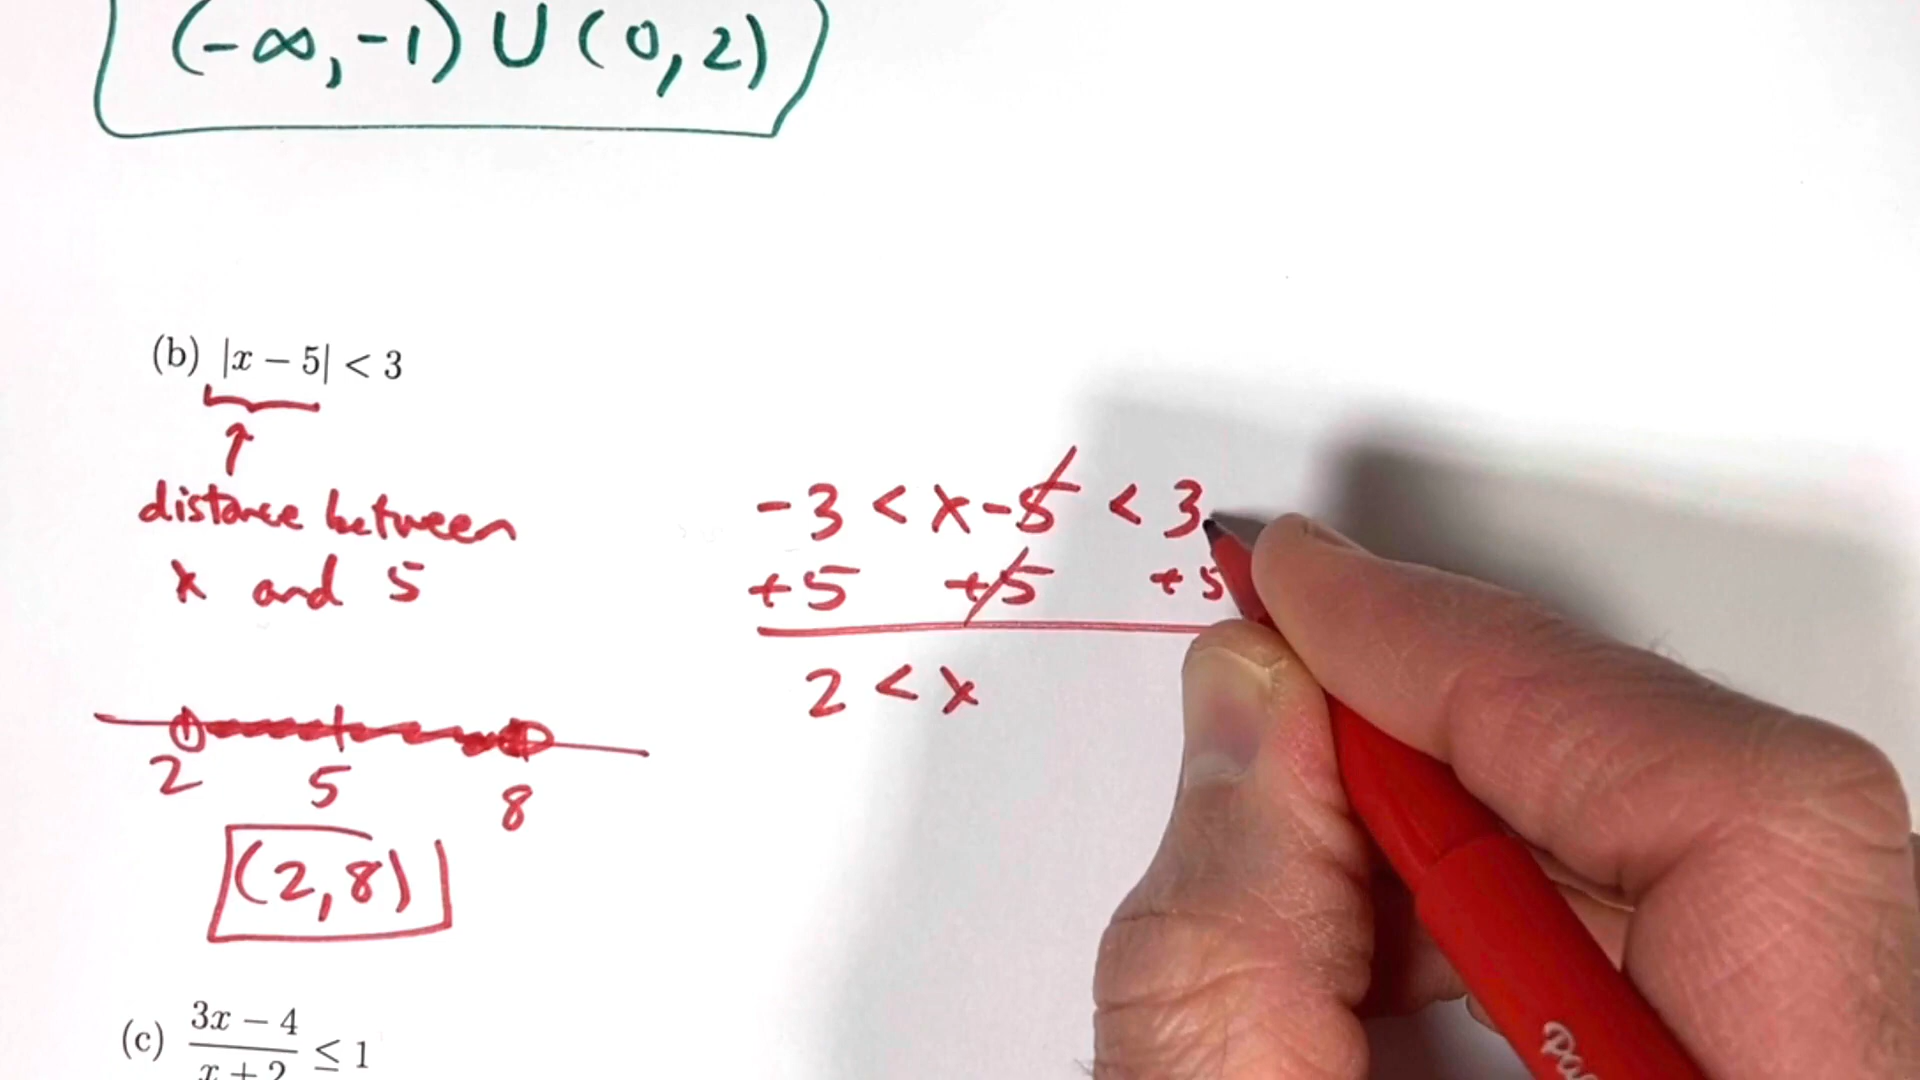 (-∞, -1) ∪ (0, 2)
(b) |x − 5| < 3
distance between
x and 5
2 5 8
(2, 8)
-3 < x-5 < 3
+5 +5 +5
2 < x
(c) 3x − 4
x + 2 ≤ 1